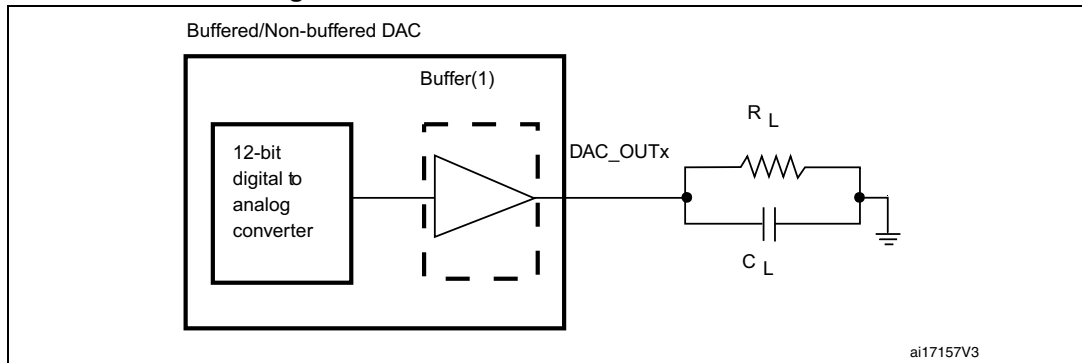 Buffered/Non-buffered DAC
Buffer(1)
12-bit
digital to
analog
converter
DAC_OUTx
R L
C L
ai17157V3